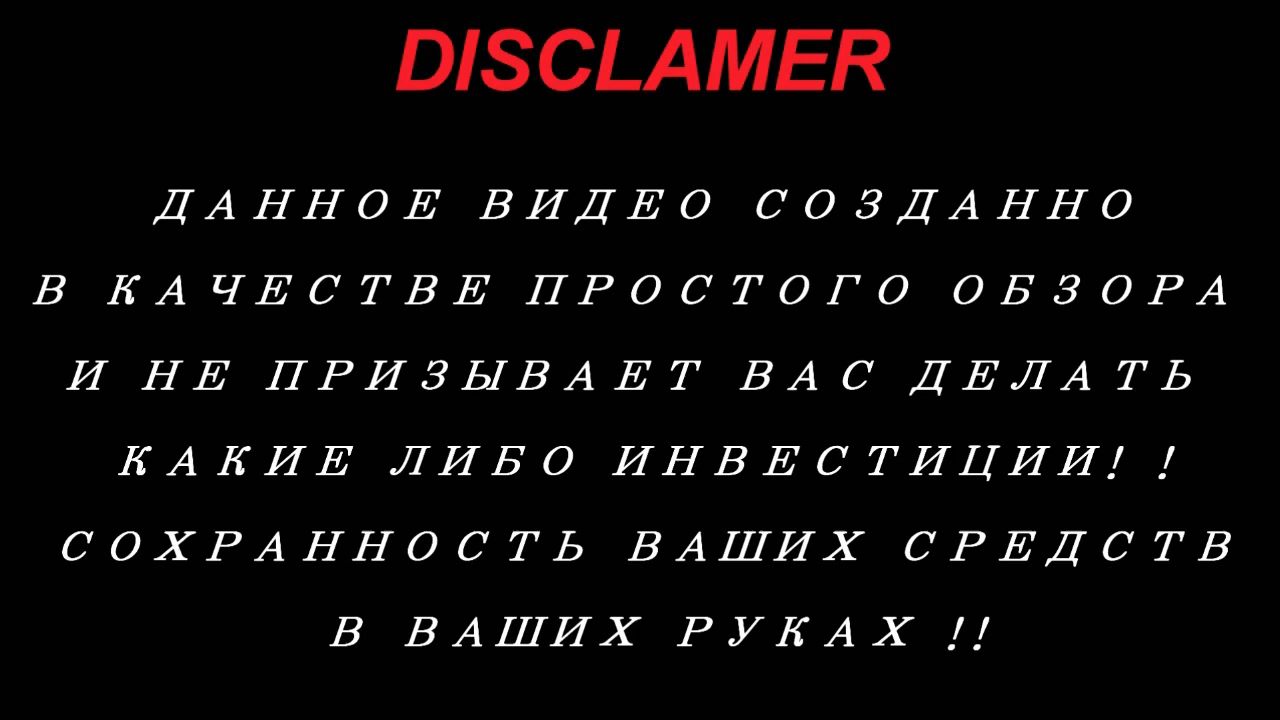 DISCLAMER
ДАННОЕ ВИДЕО СОЗДАННО
В КАЧЕСТВЕ ПРОСТОГО ОБЗОРА
И НЕ ПРИЗЫВАЕТ ВАС ДЕЛАТЬ
КАКИЕ ЛИБО ИНВЕСТИЦИИ! !
СОХРАННОСТЬ ВАШИХ СРЕДСТВ
В ВАШИХ РУКАХ !!